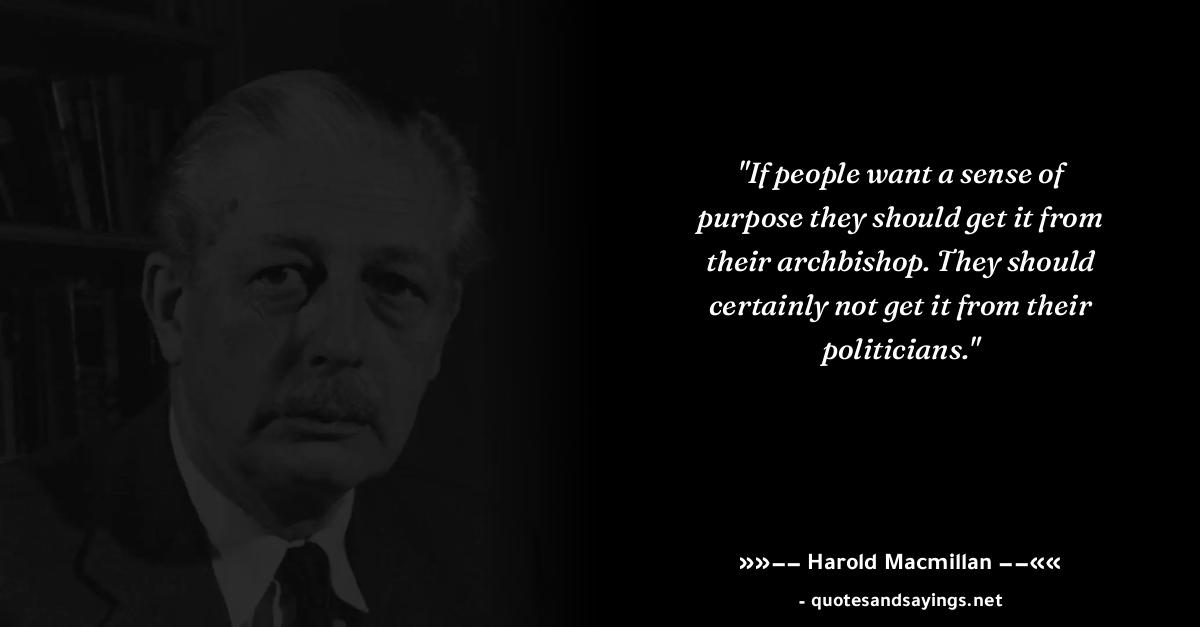 "If people want a sense of
purpose they should get it from
their archbishop. They should
certainly not get it from their
politicians."
»»–– Harold Macmillan ––««
- quotesandsayings.net